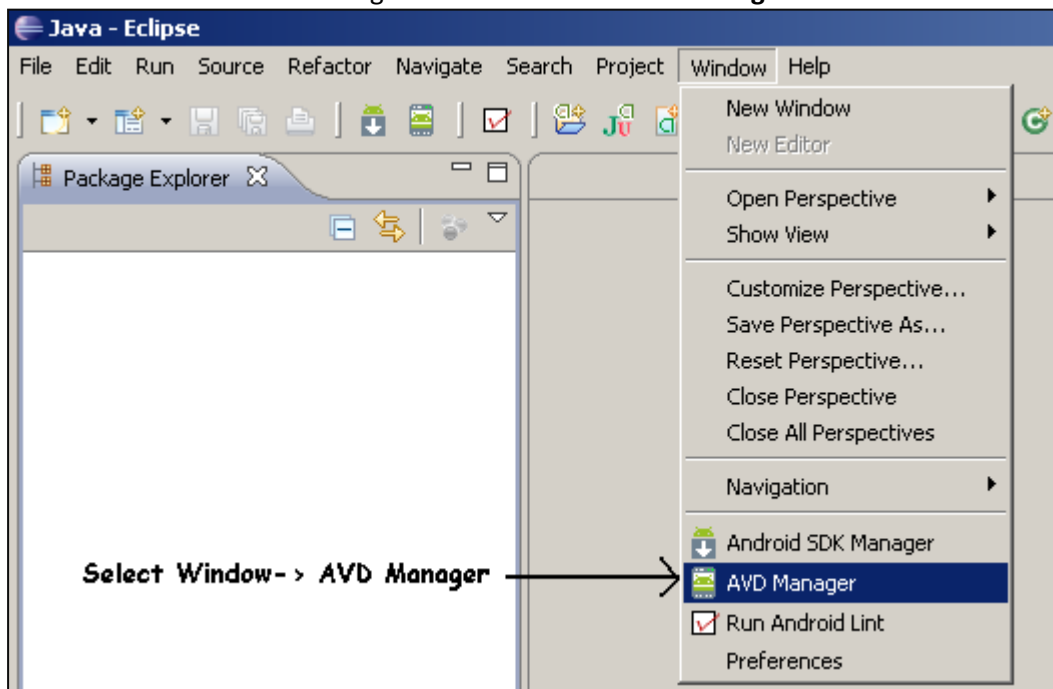 Java - Eclipse
File Edit Run Source Refactor Navigate Search Project Window Help
New Window
New Editor
Package Explorer
Open Perspective
Show View
Customize Perspective...
Save Perspective As...
Reset Perspective...
Close Perspective
Close All Perspectives
Navigation
Android SDK Manager
Select Window-> AVD Manager
AVD Manager
Run Android Lint
Preferences